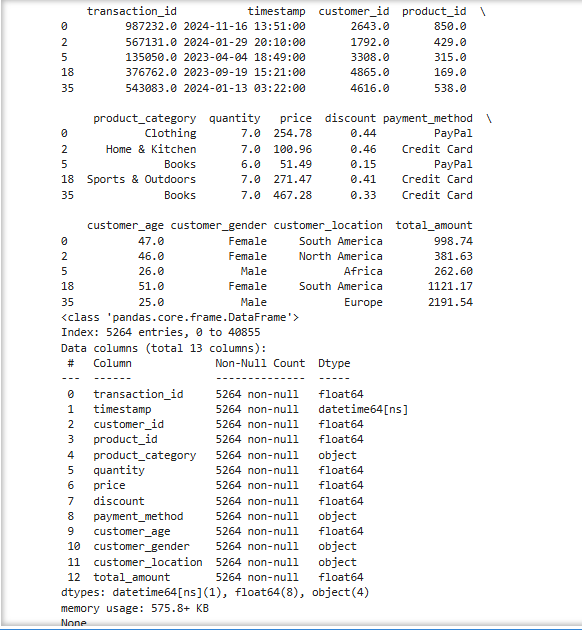 transaction_id timestamp customer_id product_id \
0 987232.0 2024-11-16 13:51:00 2643.0 850.0
2 567131.0 2024-01-29 20:10:00 1792.0 429.0
5 135050.0 2023-04-04 18:49:00 3308.0 315.0
18 376762.0 2023-09-19 15:21:00 4865.0 169.0
35 543083.0 2024-01-13 03:22:00 4616.0 538.0
product_category quantity price discount payment_method \
0 Clothing 7.0 254.78 0.44 PayPal
2 Home & Kitchen 7.0 100.96 0.46 Credit Card
5 Books 6.0 51.49 0.15 PayPal
18 Sports & Outdoors 7.0 271.47 0.41 Credit Card
35 Books 7.0 467.28 0.33 Credit Card
customer_age customer_gender customer_location total_amount
0 47.0 Female South America 998.74
2 46.0 Female North America 381.63
5 26.0 Male Africa 262.60
18 51.0 Female South America 1121.17
35 25.0 Male Europe 2191.54
<class 'pandas.core.frame.DataFrame'>
Index: 5264 entries, 0 to 40855
Data columns (total 13 columns):
# Column Non-Null Count Dtype
--- ------ -------------- -----
0 transaction_id 5264 non-null float64
1 timestamp 5264 non-null datetime64[ns]
2 customer_id 5264 non-null float64
3 product_id 5264 non-null float64
4 product_category 5264 non-null object
5 quantity 5264 non-null float64
6 price 5264 non-null float64
7 discount 5264 non-null float64
8 payment_method 5264 non-null object
9 customer_age 5264 non-null float64
10 customer_gender 5264 non-null object
11 customer_location 5264 non-null object
12 total_amount 5264 non-null float64
dtypes: datetime64[ns](1), float64(8), object(4)
memory usage: 575.8+ KB
None